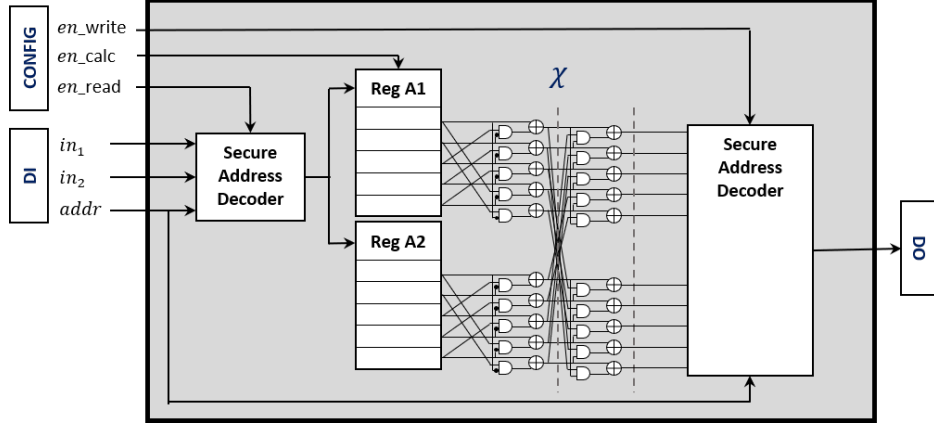 CONFIG
en_write
en_calc
en_read
DI
in₁
in₂
addr
Secure
Address
Decoder
Reg A1
Reg A2
χ
Secure
Address
Decoder
DO